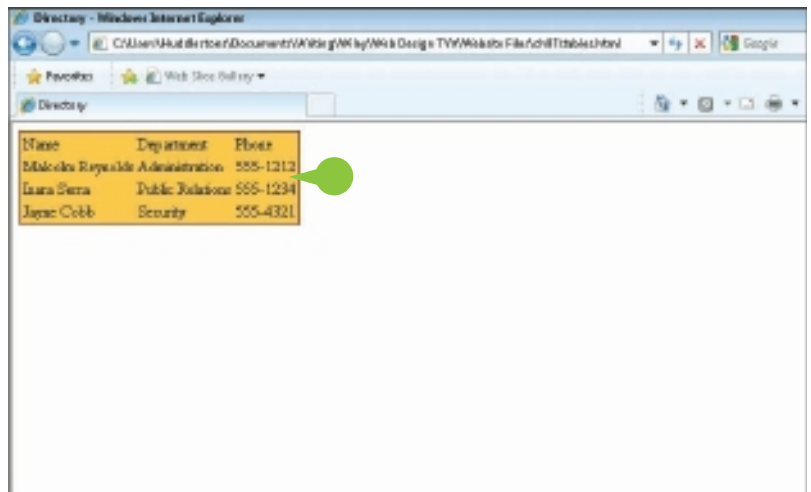 Directory - Windows Internet Explorer
Favorites Web Slice Gallery
Directory
Google
Name Department Phone
Malcolm Reynolds Administration 555-1212
Inara Serra Public Relations 555-1234
Jayne Cobb Security 555-4321